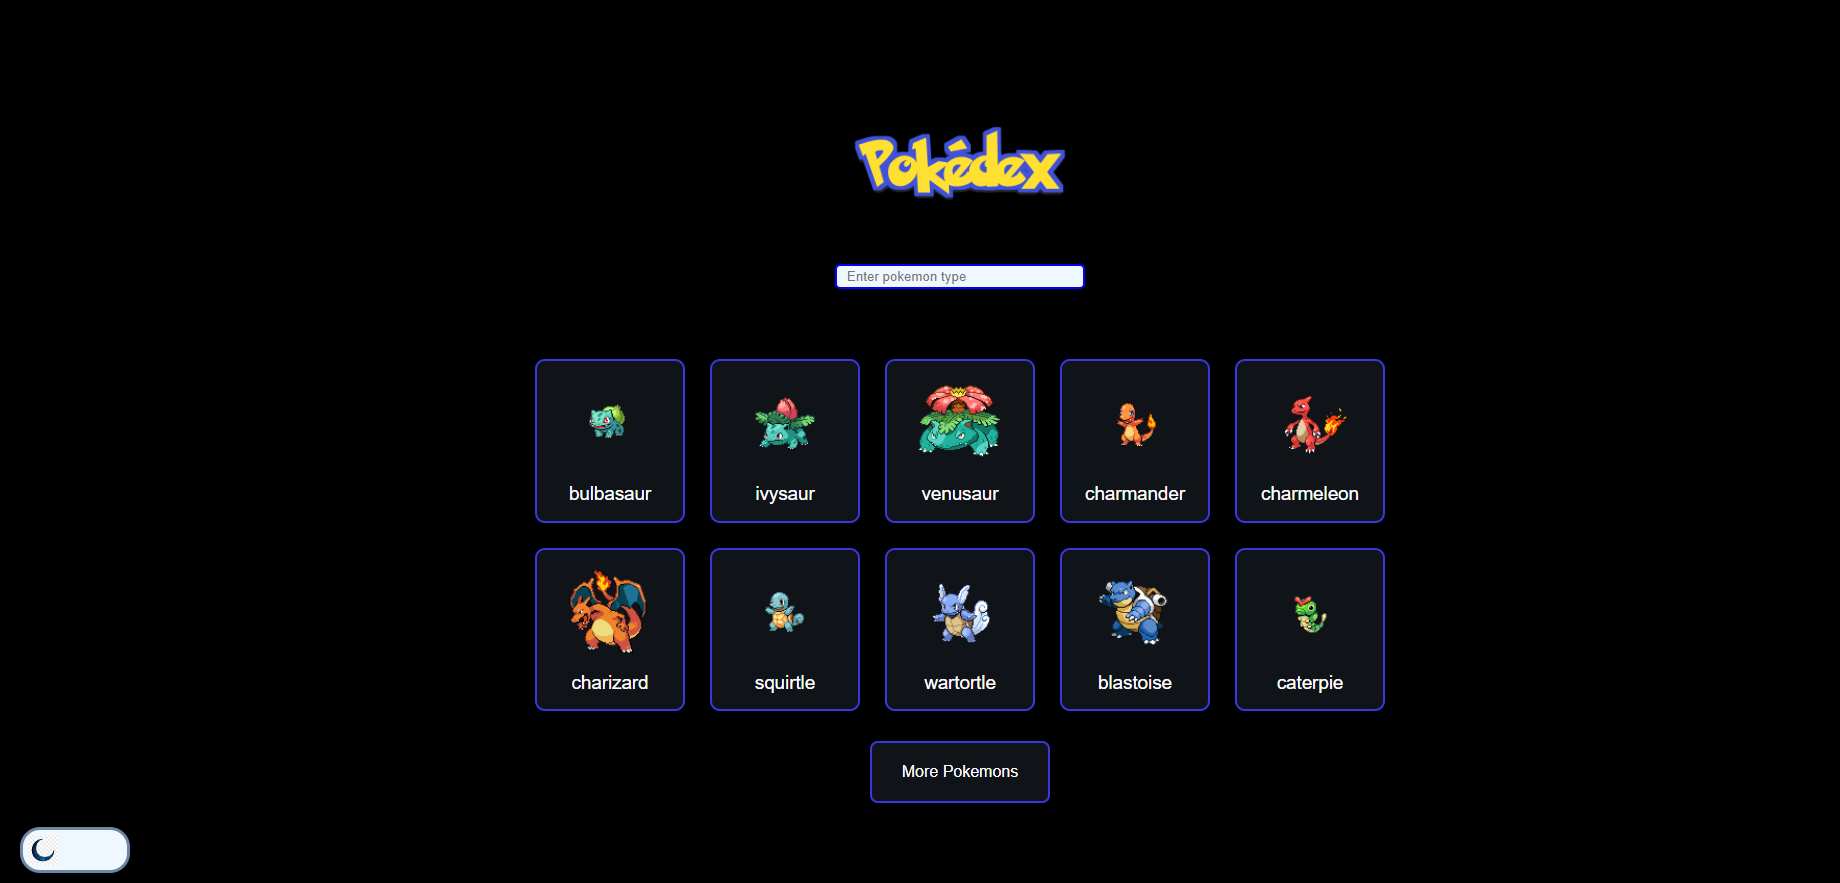 Pokédex
Enter pokemon type
bulbasaur
ivysaur
venusaur
charmander
charmeleon
charizard
squirtle
wartortle
blastoise
caterpie
More Pokemons